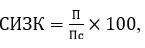 СИЗК = П/Пс × 100,